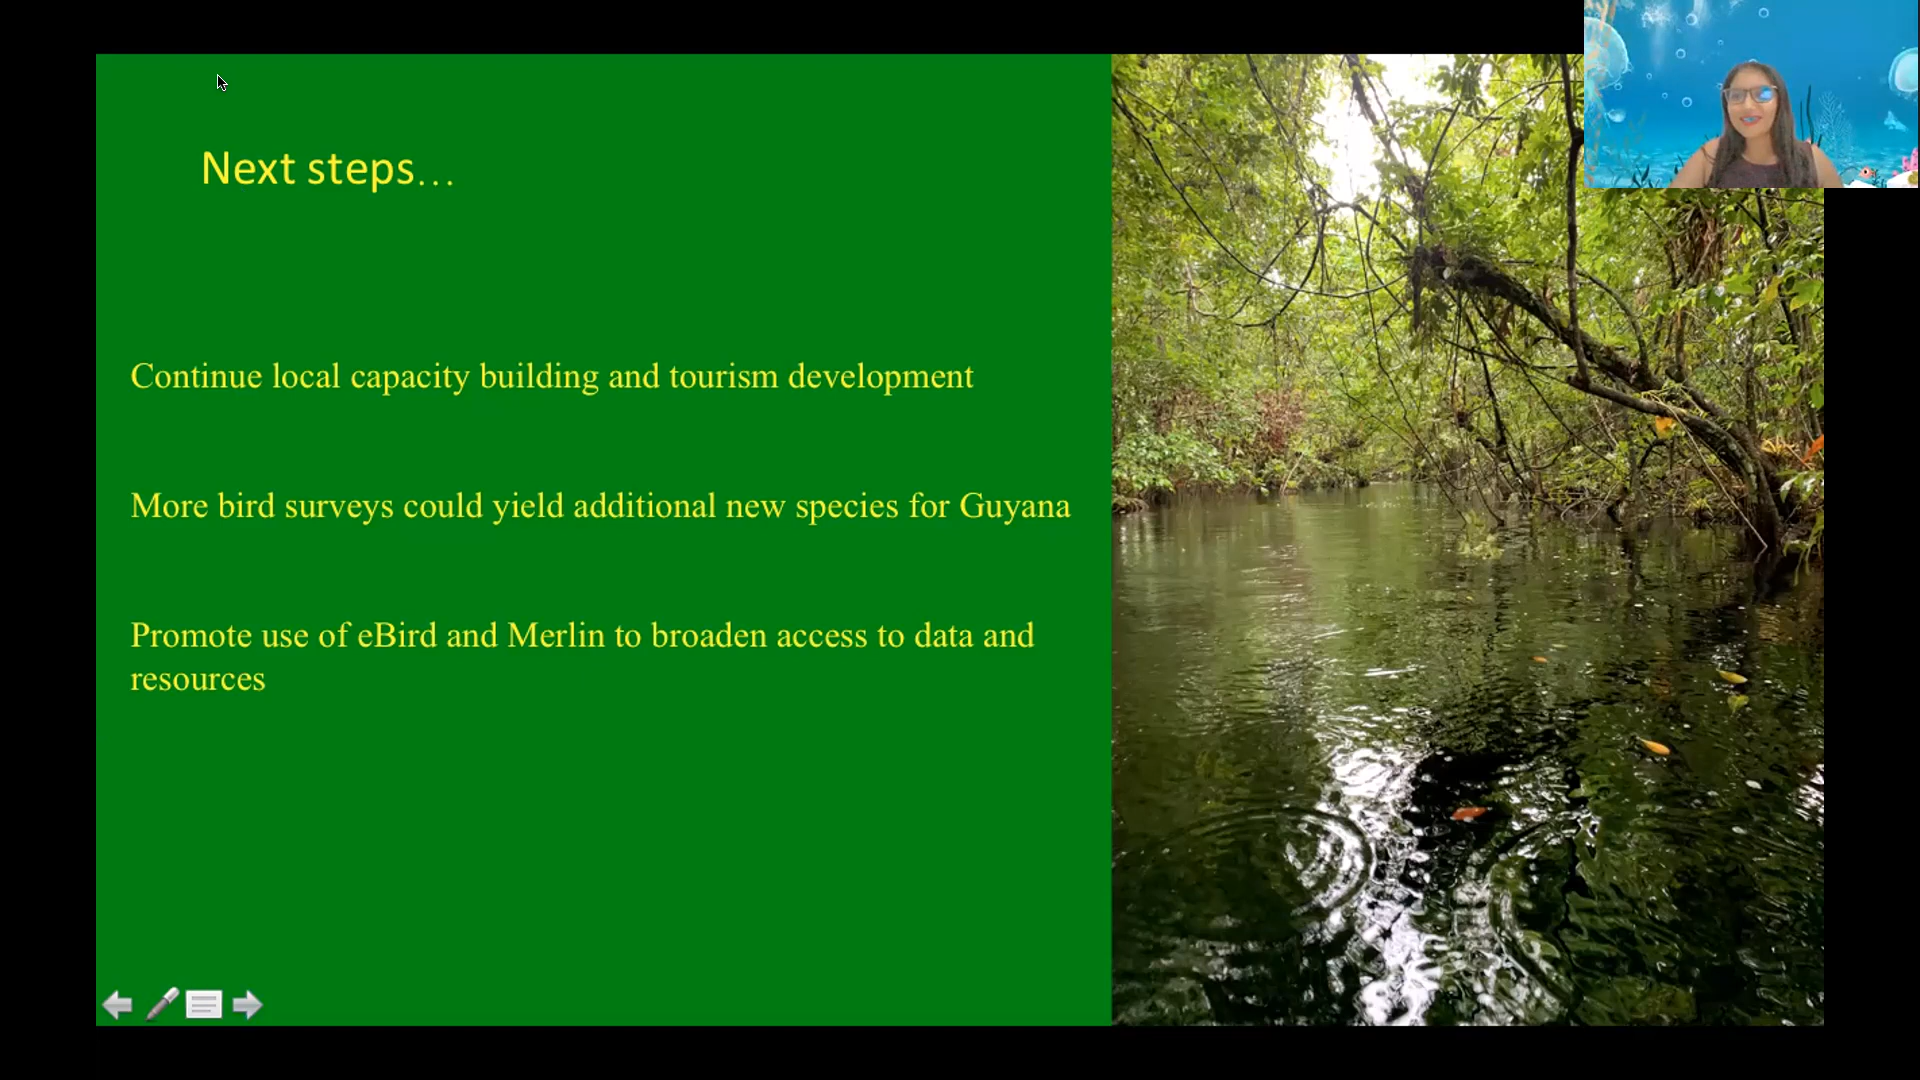 Next steps…
Continue local capacity building and tourism development
More bird surveys could yield additional new species for Guyana
Promote use of eBird and Merlin to broaden access to data and
resources